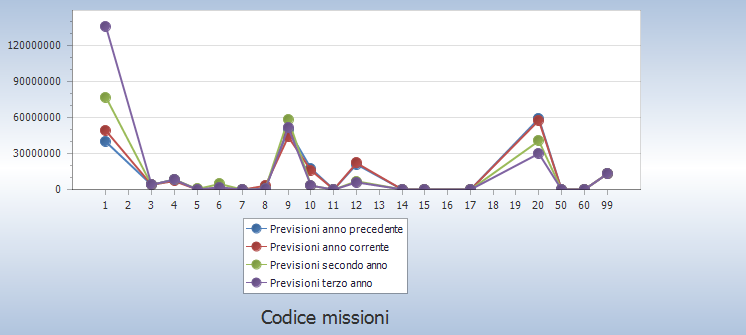 120000000
90000000
60000000
30000000
0
1 2 3 4 5 6 7 8 9 10 11 12 13 14 15 16 17 18 19 20 50 60 99
Previsioni anno precedente
Previsioni anno corrente
Previsioni secondo anno
Previsioni terzo anno
Codice missioni